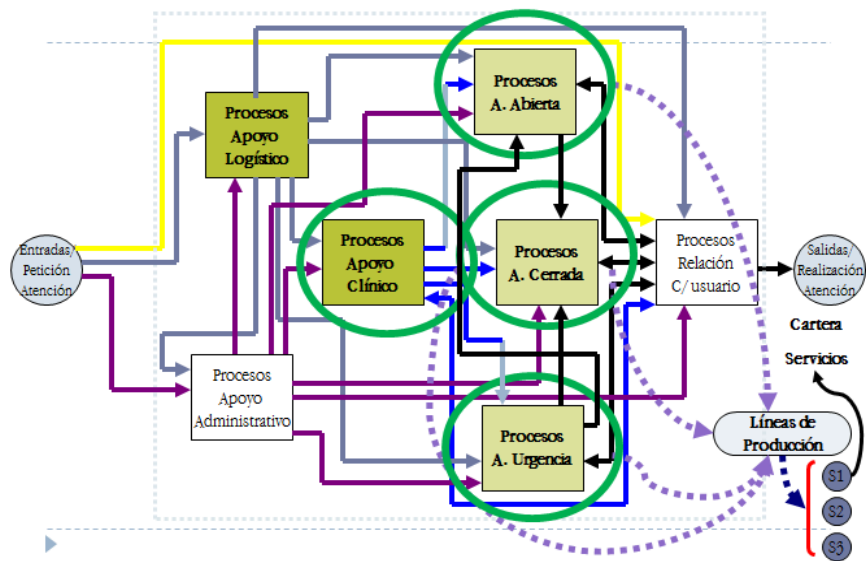 Procesos
A. Abierta
Procesos
Apoyo
Logístico
Entradas/
Petición
Atención
Procesos
Apoyo
Clínico
Procesos
A. Cerrada
Procesos
Relación
C/ usuario
Salidas/
Realización
Atención
Cartera
Servicios
Procesos
Apoyo
Administrativo
Procesos
A. Urgencia
Líneas de
Producción
S1
S2
S3